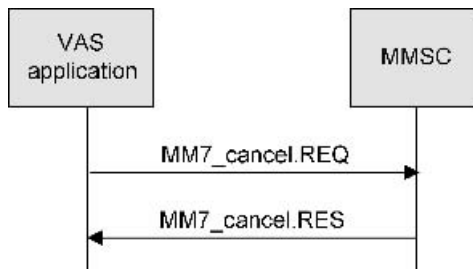 VAS
application
MMSC
MM7_cancel.REQ
MM7_cancel.RES